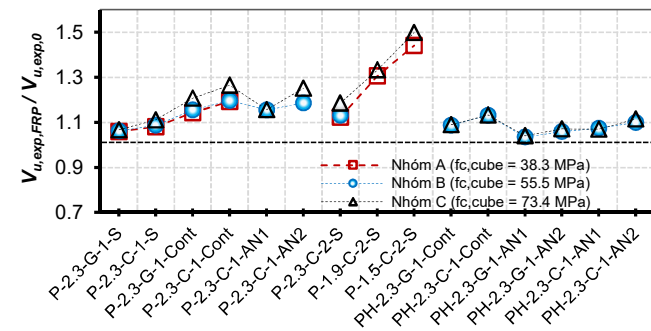 V_{u,exp,FRP} / V_{u,exp,0}
1.5
1.3
1.1
0.9
0.7
Nhóm A (fc,cube = 38.3 MPa)
Nhóm B (fc,cube = 55.5 MPa)
Nhóm C (fc,cube = 73.4 MPa)
P-2.3-G-1-S
P-2.3-C-1-S
P-2.3-G-1-Cont
P-2.3-C-1-Cont
P-2.3-C-1-AN1
P-2.3-C-1-AN2
P-2.3-C-2-S
P-1.9-C-2-S
P-1.5-C-2-S
PH-2.3-G-1-Cont
PH-2.3-C-1-Cont
PH-2.3-G-1-AN1
PH-2.3-G-1-AN2
PH-2.3-C-1-AN1
PH-2.3-C-1-AN2